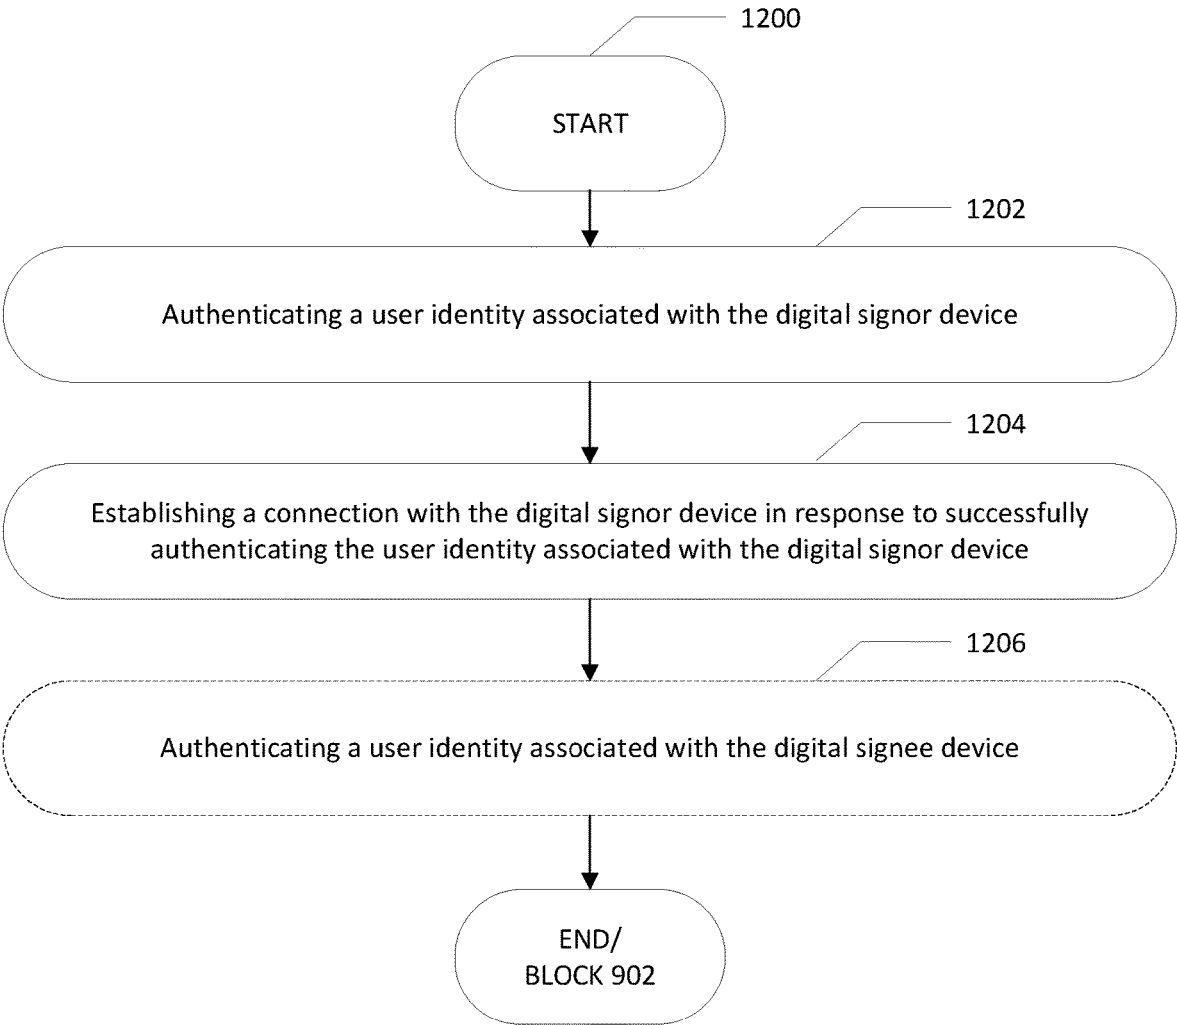 1200
START
1202
Authenticating a user identity associated with the digital signor device
1204
Establishing a connection with the digital signor device in response to successfully
authenticating the user identity associated with the digital signor device
1206
Authenticating a user identity associated with the digital signee device
END/
BLOCK 902